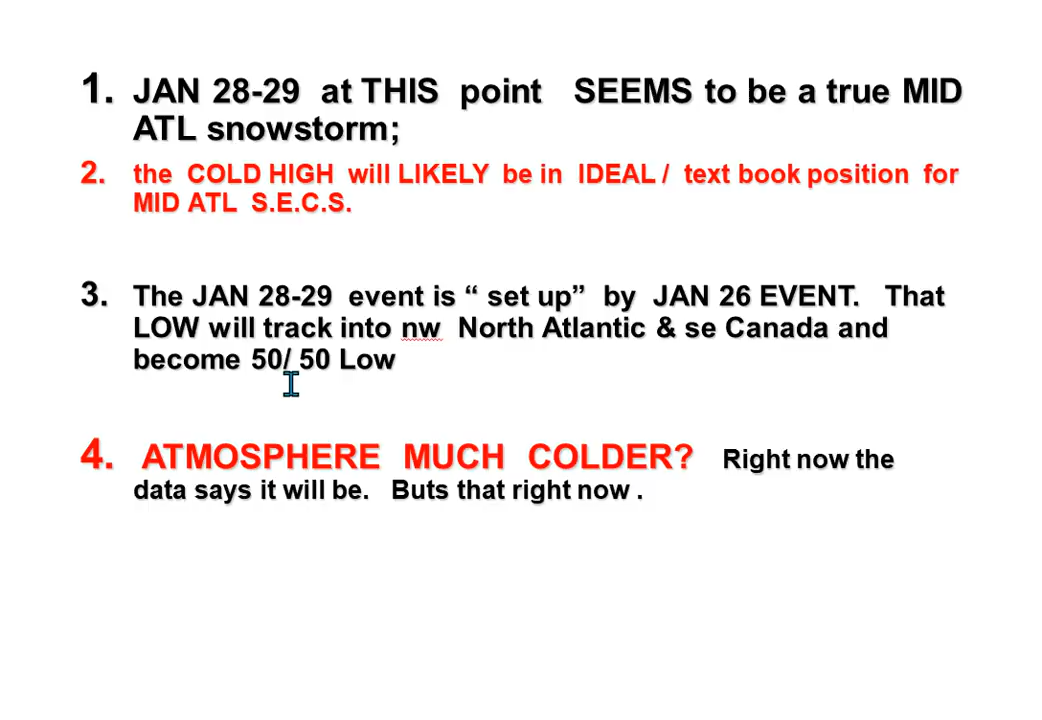 1. JAN 28-29 at THIS point SEEMS to be a true MID
ATL snowstorm;
2. the COLD HIGH will LIKELY be in IDEAL / text book position for
MID ATL S.E.C.S.
3. The JAN 28-29 event is “ set up” by JAN 26 EVENT. That
LOW will track into nw North Atlantic & se Canada and
become 50/ 50 Low
4. ATMOSPHERE MUCH COLDER? Right now the
data says it will be. Buts that right now .